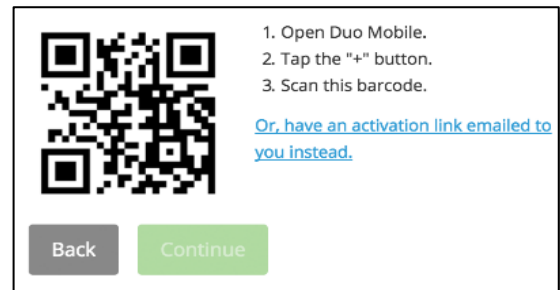 1. Open Duo Mobile.
2. Tap the "+" button.
3. Scan this barcode.
Or, have an activation link emailed to
you instead.
Back
Continue